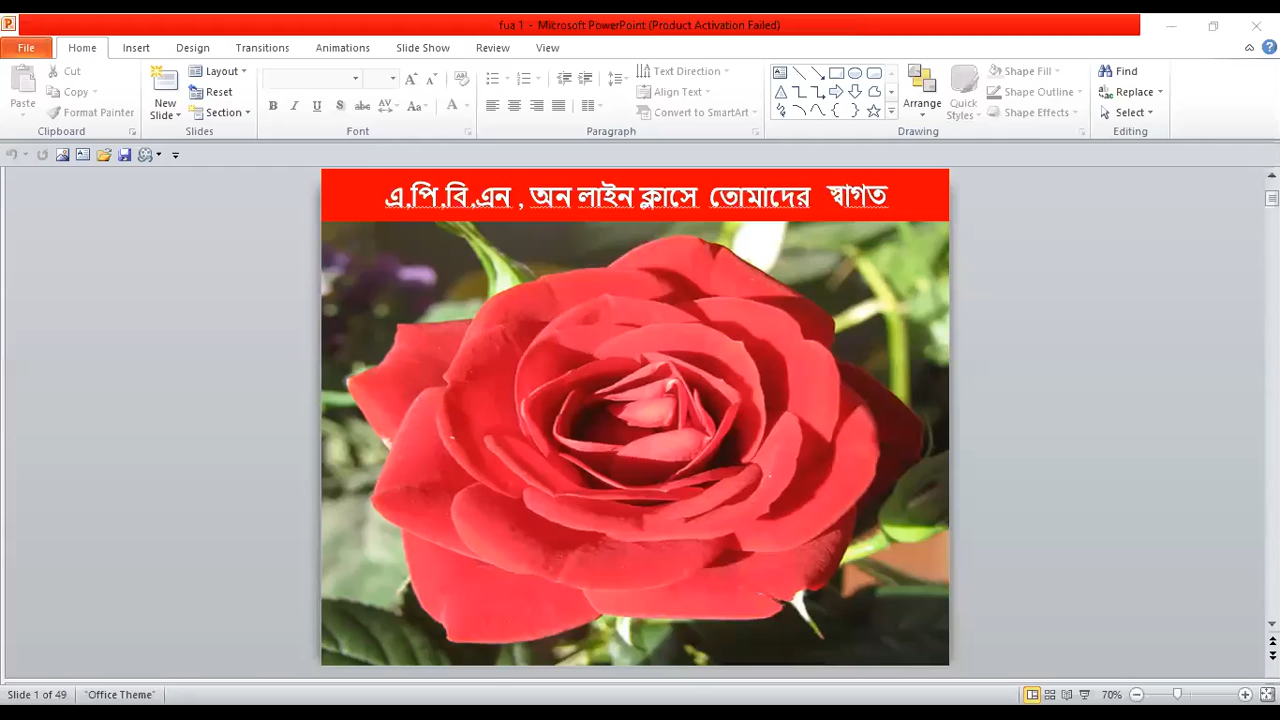 fua 1 - Microsoft PowerPoint (Product Activation Failed)
File Home Insert Design Transitions Animations Slide Show Review View
Paste
Cut
Copy
Format Painter
Clipboard
New Slide
Layout
Reset
Section
Slides
B I U S abc AV Aa A
Font
Text Direction
Align Text
Convert to SmartArt
Paragraph
Arrange
Quick Styles
Shape Fill
Shape Outline
Shape Effects
Drawing
Find
Replace
Select
Editing
এ,পি,বি,এন , অন লাইন ক্লাসে তোমাদের স্বাগত
Slide 1 of 49 "Office Theme" 70%